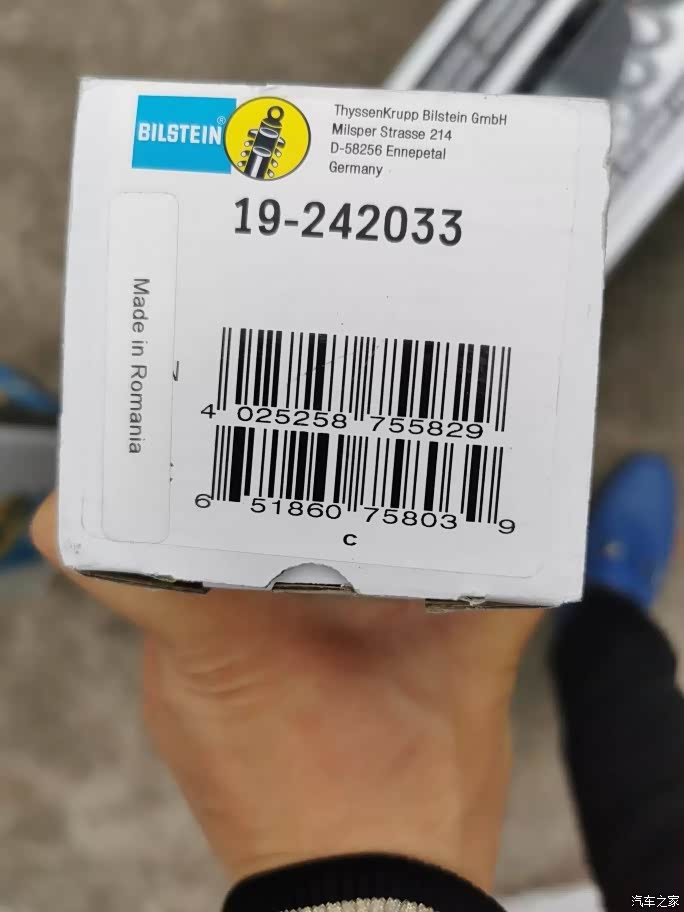 BILSTEIN®
ThyssenKrupp Bilstein GmbH
Milsper Strasse 214
D-58256 Ennepetal
Germany
19-242033
Made in Romania
4 025258 755829
6 51860 75803 9
C
汽车之家